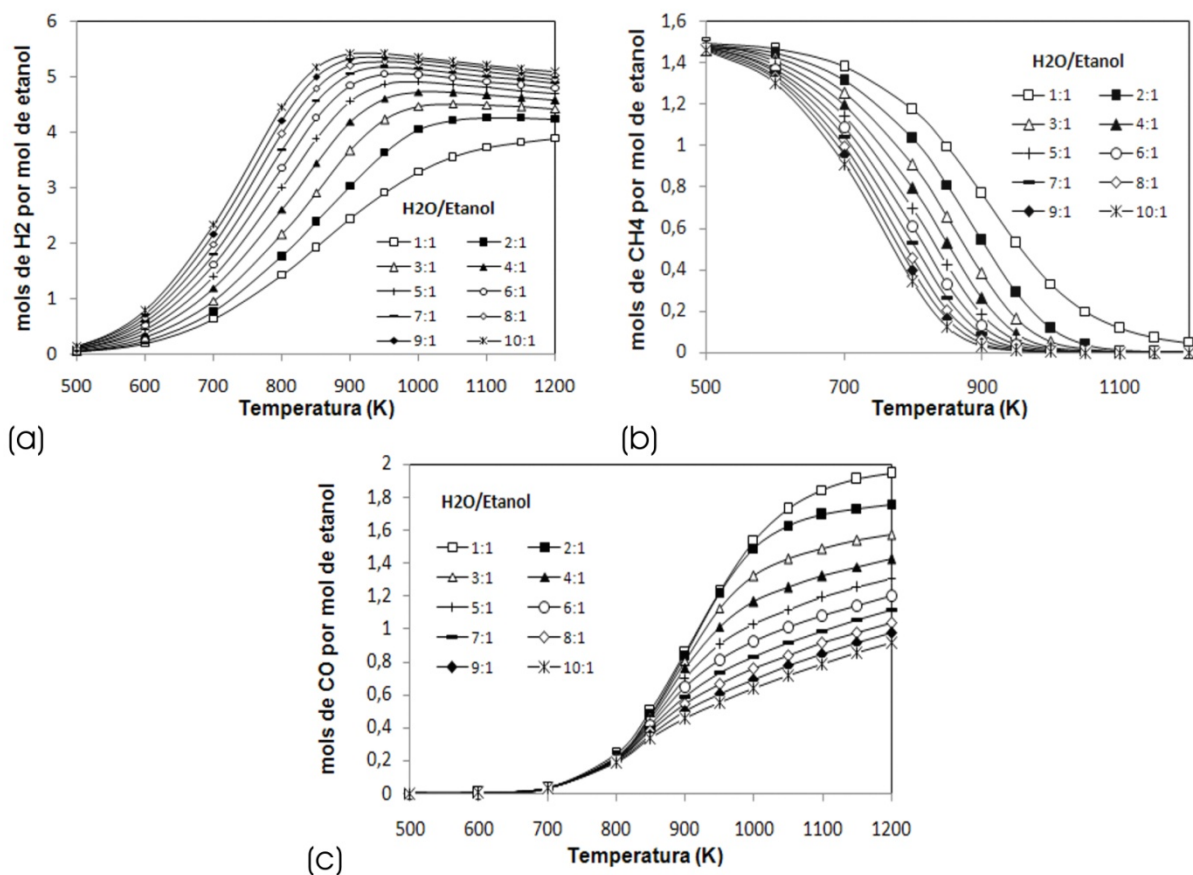 mols de H2 por mol de etanol
6
5
4
3
2
1
0
H2O/Etanol
1:1 2:1
3:1 4:1
5:1 6:1
7:1 8:1
9:1 10:1
500 600 700 800 900 1000 1100 1200
Temperatura (K)
(a)
mols de CH4 por mol de etanol
1,6
1,4
1,2
1
0,8
0,6
0,4
0,2
0
H2O/Etanol
1:1 2:1
3:1 4:1
5:1 6:1
7:1 8:1
9:1 10:1
500 700 900 1100
Temperatura (K)
(b)
mols de CO por mol de etanol
2
1,8
1,6
1,4
1,2
1
0,8
0,6
0,4
0,2
0
H2O/Etanol
1:1 2:1
3:1 4:1
5:1 6:1
7:1 8:1
9:1 10:1
500 600 700 800 900 1000 1100 1200
Temperatura (K)
(c)